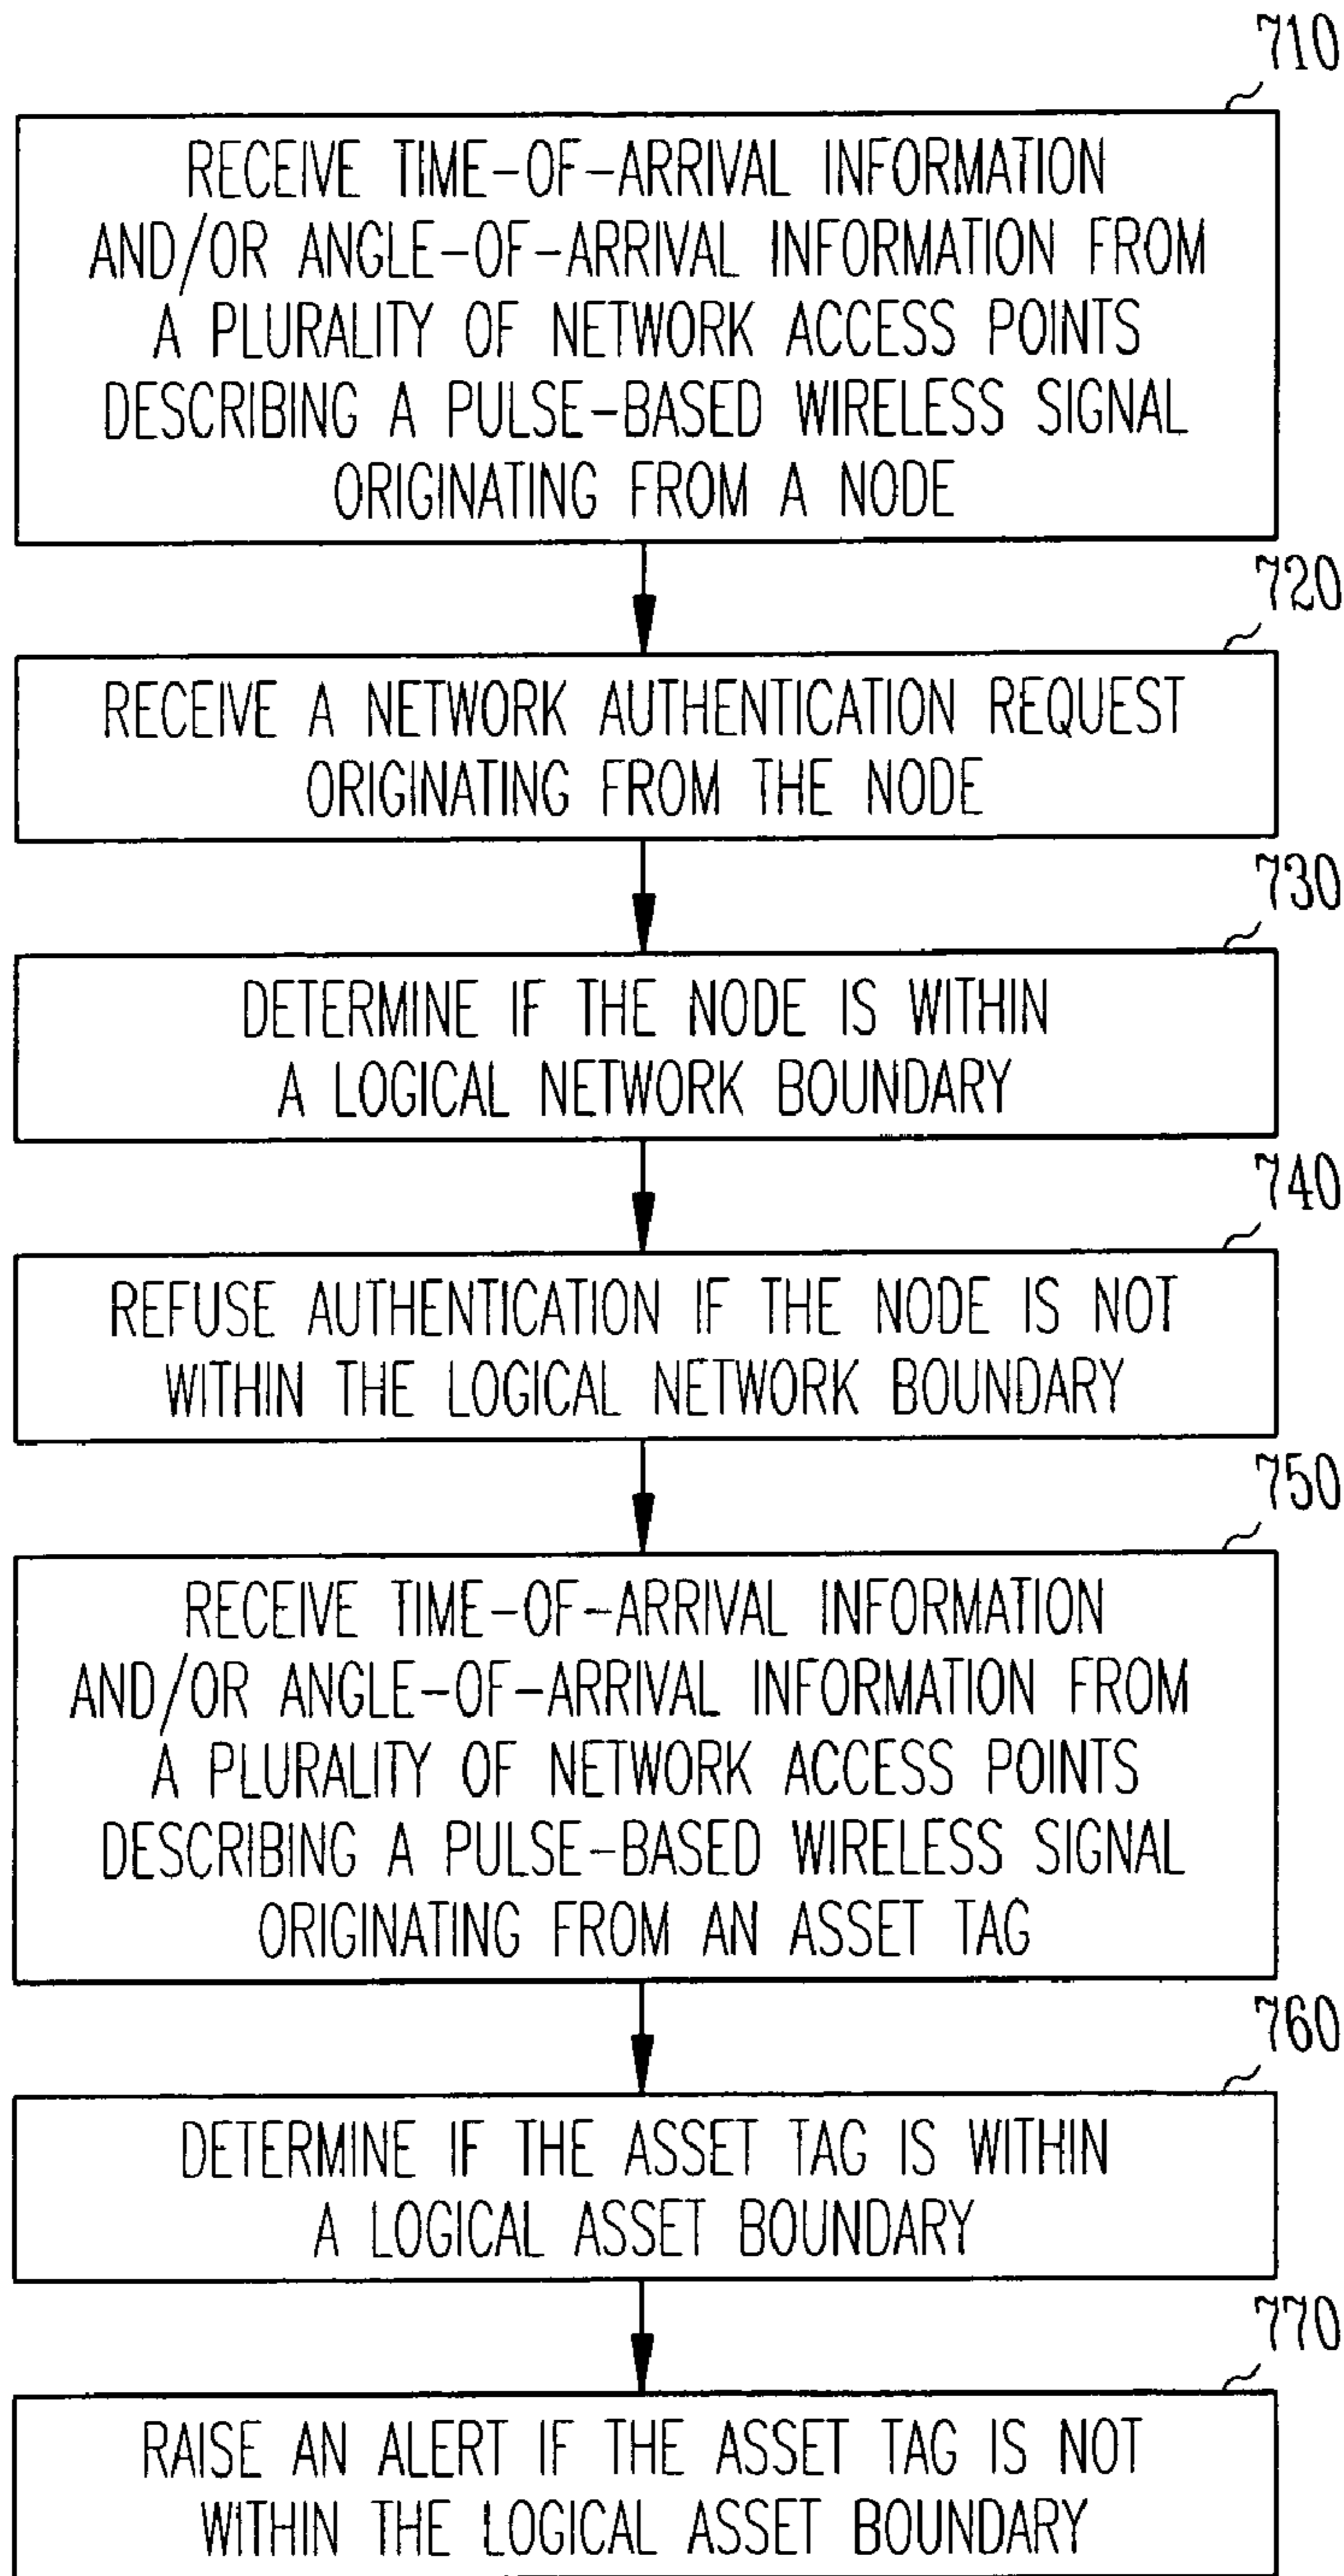 710
RECEIVE TIME-OF-ARRIVAL INFORMATION
AND/OR ANGLE-OF-ARRIVAL INFORMATION FROM
A PLURALITY OF NETWORK ACCESS POINTS
DESCRIBING A PULSE-BASED WIRELESS SIGNAL
ORIGINATING FROM A NODE
720
RECEIVE A NETWORK AUTHENTICATION REQUEST
ORIGINATING FROM THE NODE
730
DETERMINE IF THE NODE IS WITHIN
A LOGICAL NETWORK BOUNDARY
740
REFUSE AUTHENTICATION IF THE NODE IS NOT
WITHIN THE LOGICAL NETWORK BOUNDARY
750
RECEIVE TIME-OF-ARRIVAL INFORMATION
AND/OR ANGLE-OF-ARRIVAL INFORMATION FROM
A PLURALITY OF NETWORK ACCESS POINTS
DESCRIBING A PULSE-BASED WIRELESS SIGNAL
ORIGINATING FROM AN ASSET TAG
760
DETERMINE IF THE ASSET TAG IS WITHIN
A LOGICAL ASSET BOUNDARY
770
RAISE AN ALERT IF THE ASSET TAG IS NOT
WITHIN THE LOGICAL ASSET BOUNDARY